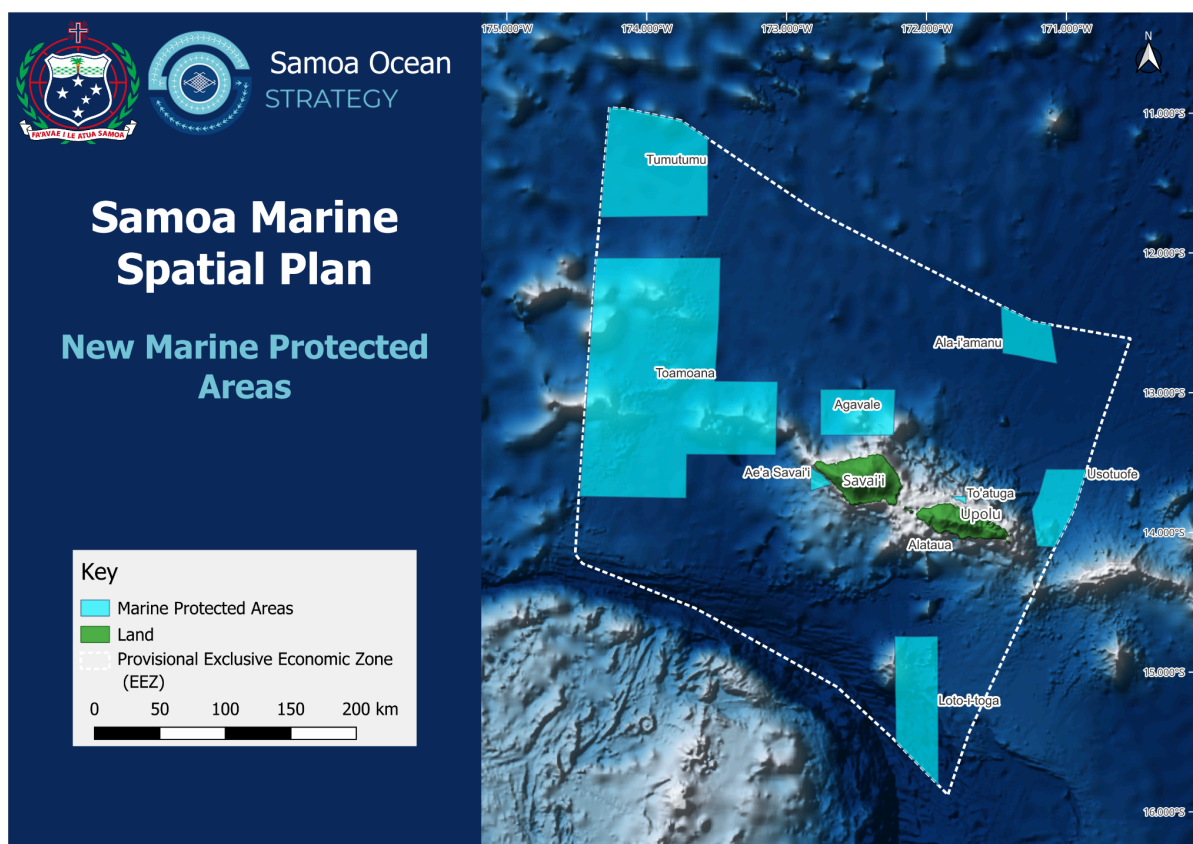 FA'AVAE I LE ATUA SAMOA
Samoa Ocean
STRATEGY
Samoa Marine
Spatial Plan
New Marine Protected
Areas
Key
Marine Protected Areas
Land
Provisional Exclusive Economic Zone
(EEZ)
0 50 100 150 200 km
175.000°W 174.000°W 173.000°W 172.000°W 171.000°W
N
11.000°S
Tumutumu
12.000°S
Ala-i'amanu
Toamoana
13.000°S
Agavale
Ae'a Savai'i
Savai'i
Usotuofe
To'atuga
Upolu
14.000°S
Alataua
15.000°S
Loto-i-toga
16.000°S